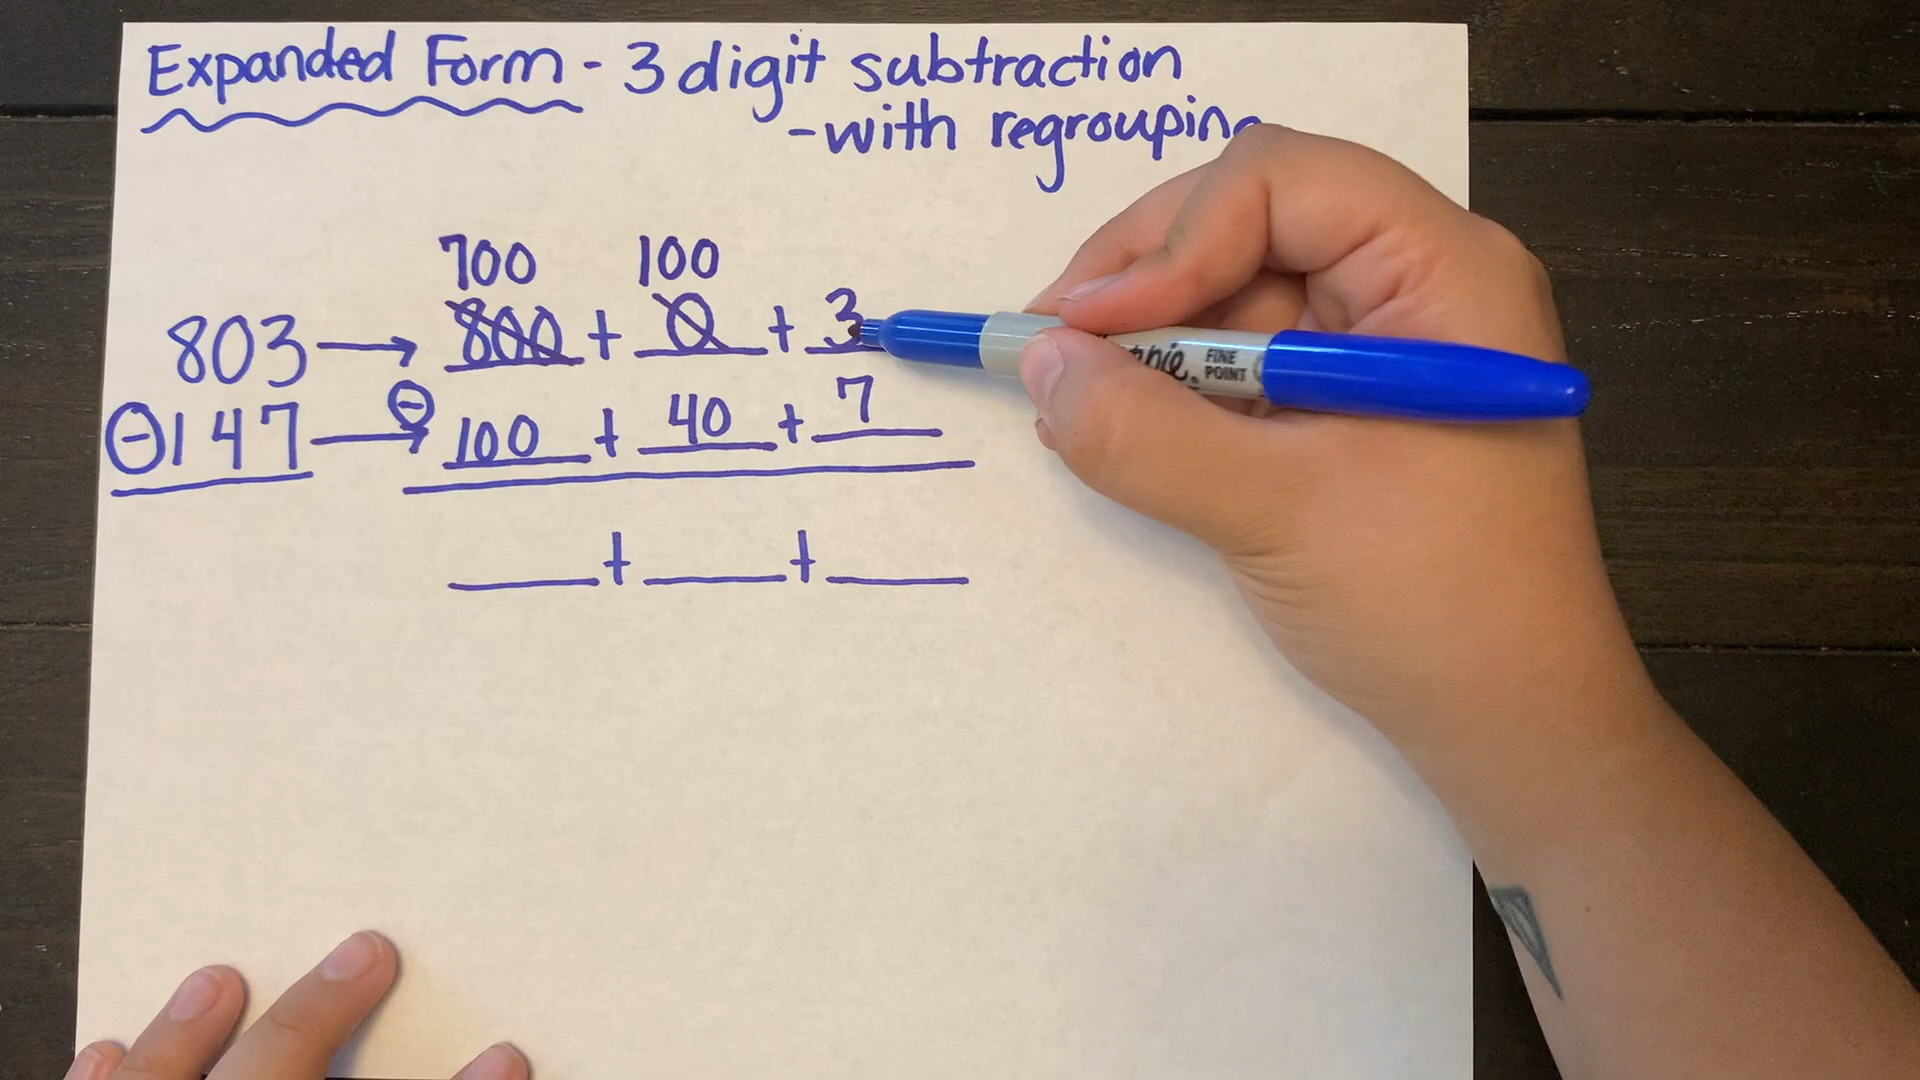 Expanded Form - 3 digit subtraction
- with regrouping
700 100
803 → 800 + 0 + 3
⊖147 → ⊖ 100 + 40 + 7
___ + ___ + ___
FINE
POINT